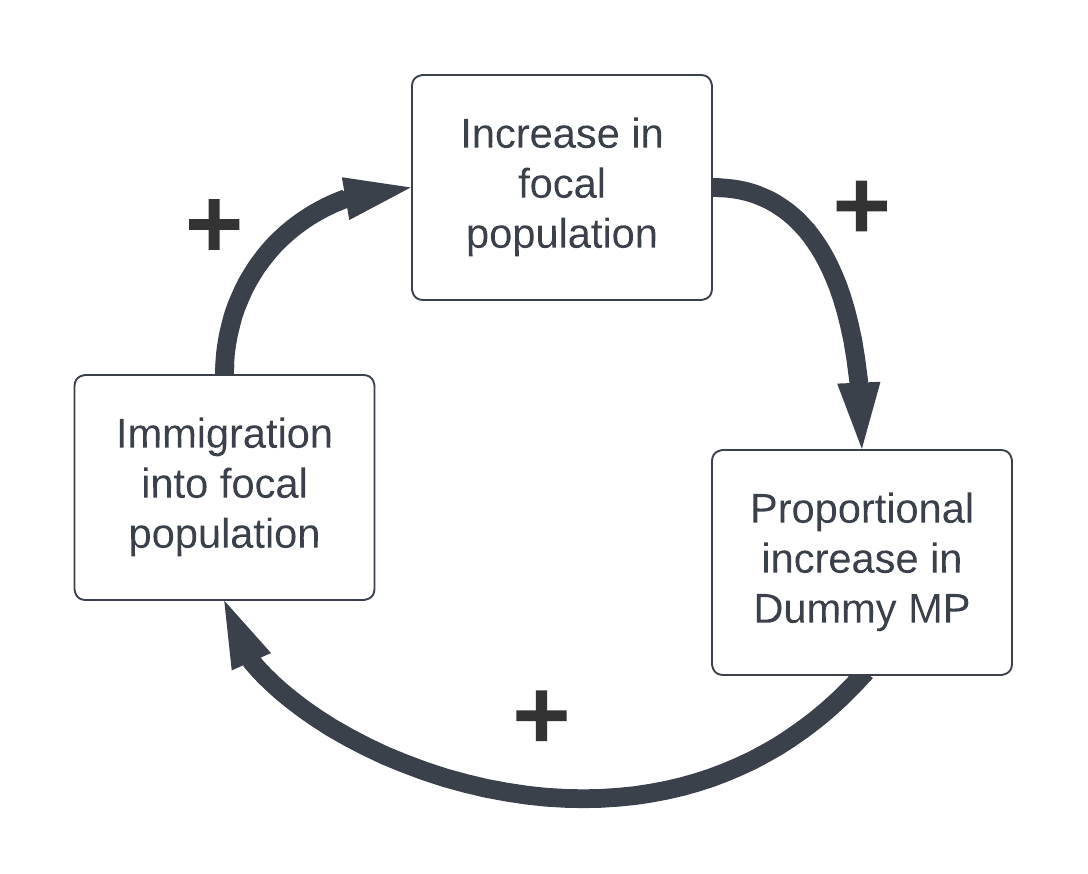 Increase in
focal
population
+
+
Immigration
into focal
population
Proportional
increase in
Dummy MP
+